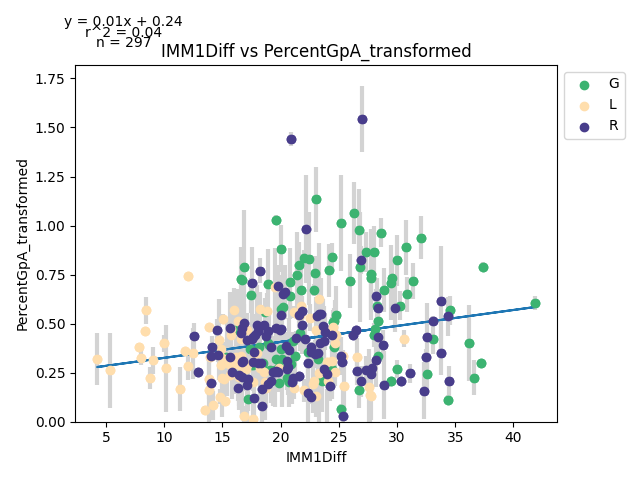 y = 0.01x + 0.24
r^2 = 0.04
n = 297
IMM1Diff vs PercentGpA_transformed
1.75
1.50
1.25
1.00
0.75
0.50
0.25
0.00
PercentGpA_transformed
5 10 15 20 25 30 35 40
IMM1Diff
G
L
R